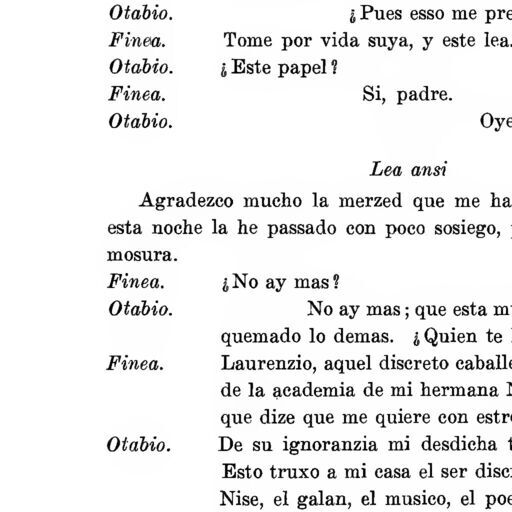 Otabio. ¿Pues esso me pre
Finea. Tome por vida suya, y este lea.
Otabio. ¿Este papel?
Finea. Si, padre.
Otabio. Oye
Lea ansi
Agradezco mucho la merzed que me ha
esta noche la he passado con poco sosiego,
mosura.
Finea. ¿No ay mas?
Otabio. No ay mas; que esta mu
quemado lo demas. ¿Quien te
Finea. Laurenzio, aquel discreto caballe
de la academia de mi hermana N
que dize que me quiere con estre
Otabio. De su ignoranzia mi desdicha t
Esto truxo a mi casa el ser disc
Nise, el galan, el musico, el poe